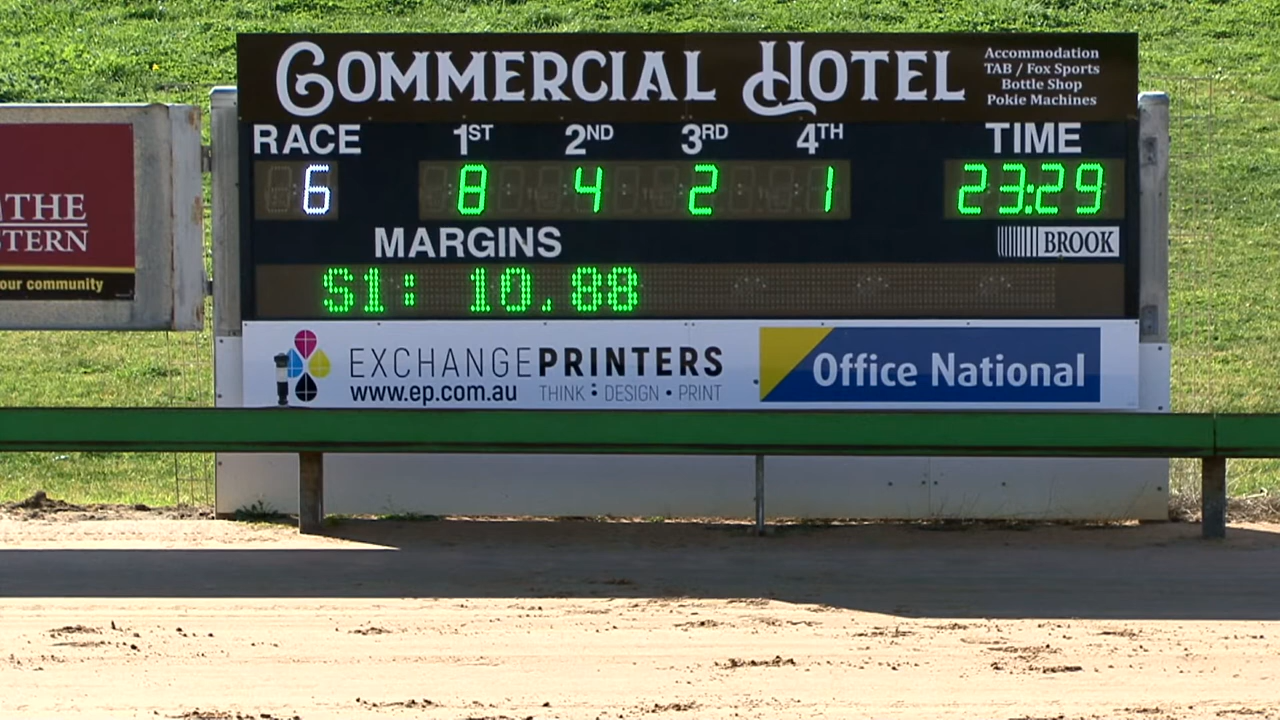 COMMERCIAL HOTEL
Accommodation
TAB / Fox Sports
Bottle Shop
Pokie Machines
RACE 1ST 2ND 3RD 4TH TIME
6 8 4 2 1 23:29
MARGINS
BROOK
S1: 10.88
THE
STERN
our community
EXCHANGEPRINTERS
www.ep.com.au THINK : DESIGN • PRINT
Office National